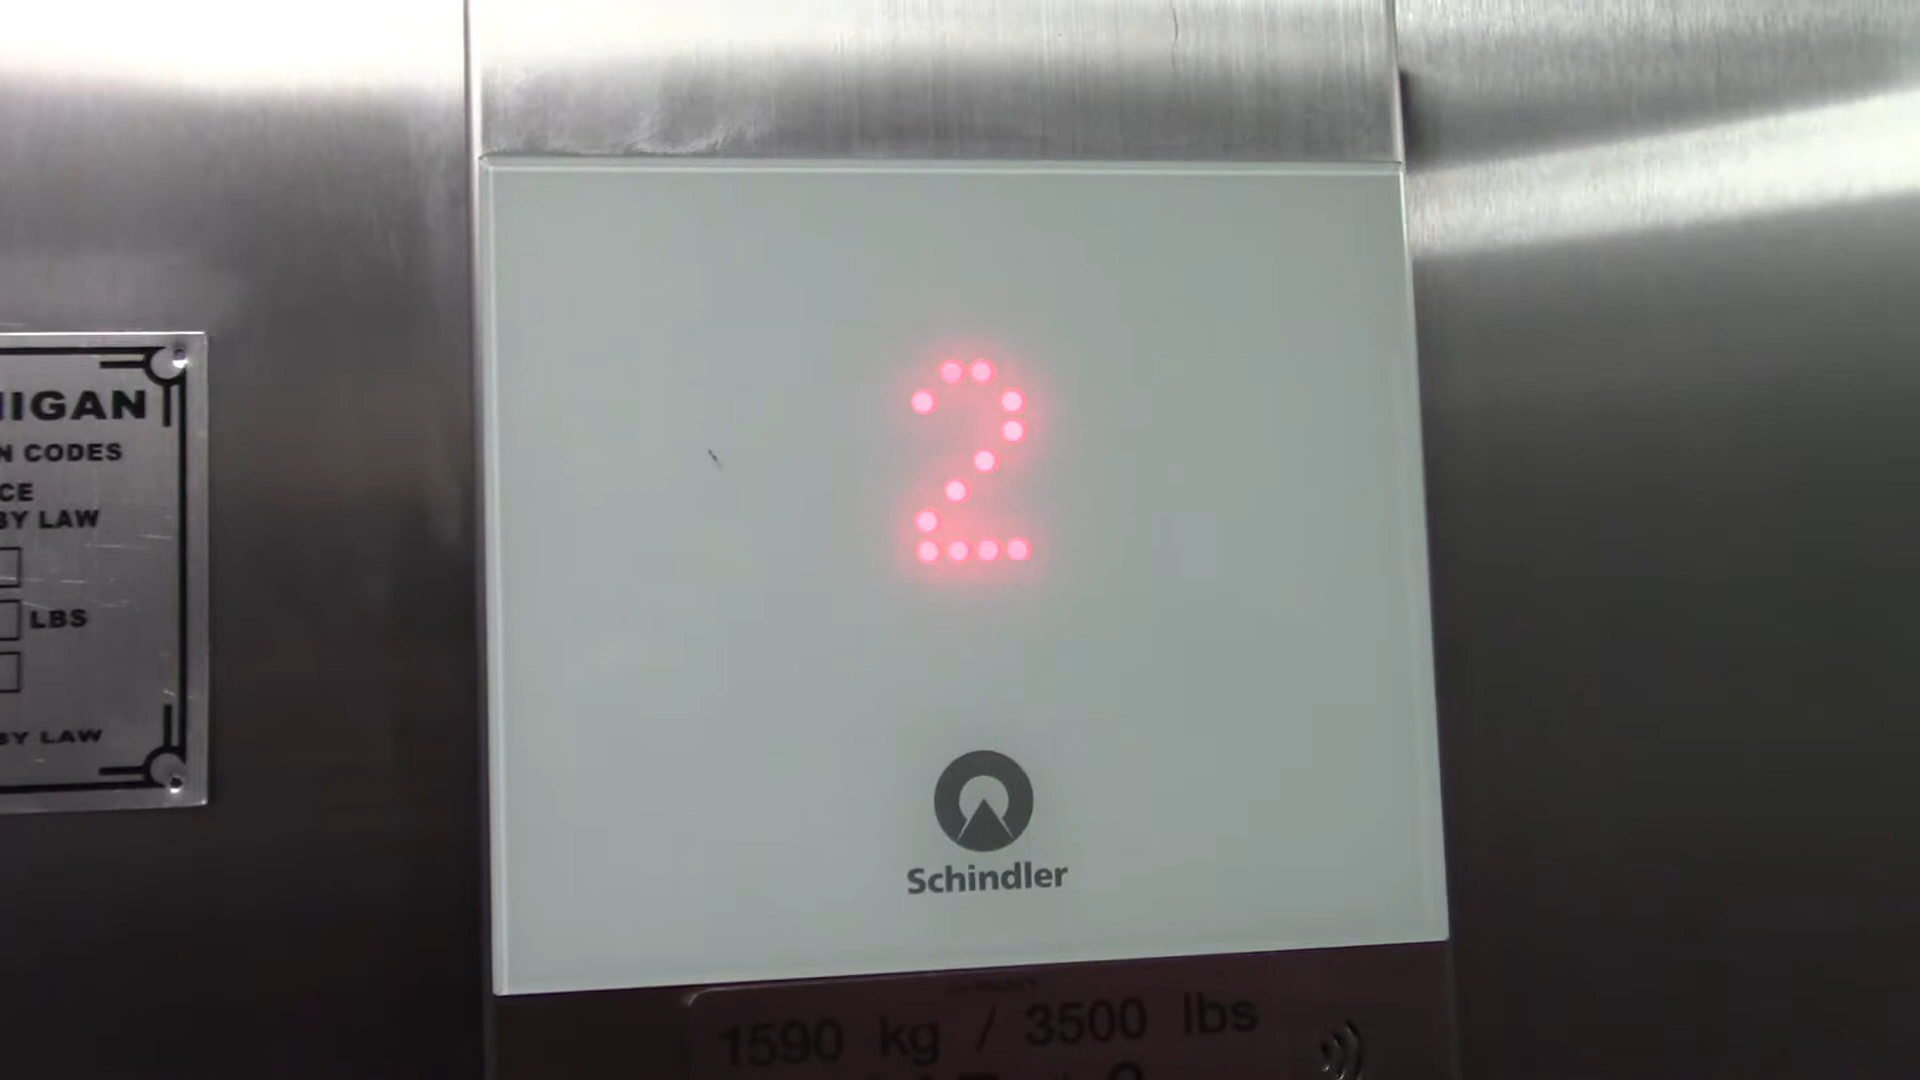 IGAN
N CODES
CE
BY LAW
LBS
BY LAW
2
Schindler
1590 kg / 3500 lbs